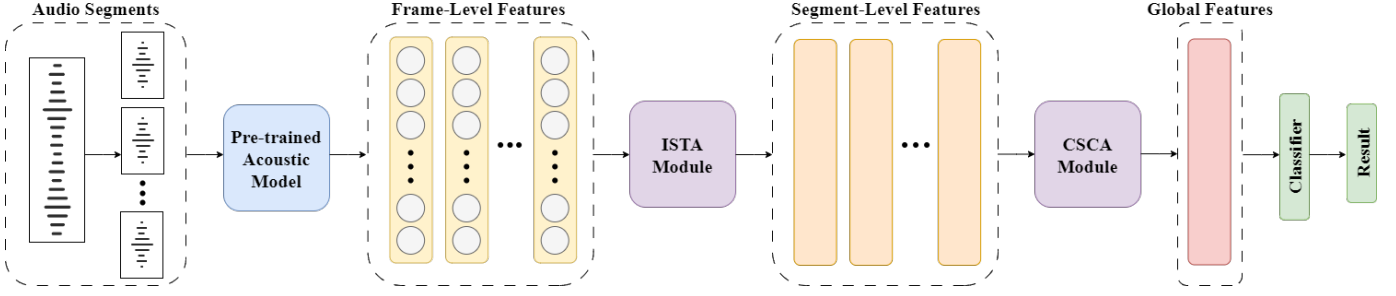 Audio Segments
Frame-Level Features
Segment-Level Features
Global Features
Pre-trained
Acoustic
Model
ISTA
Module
CSCA
Module
Classifier
Result